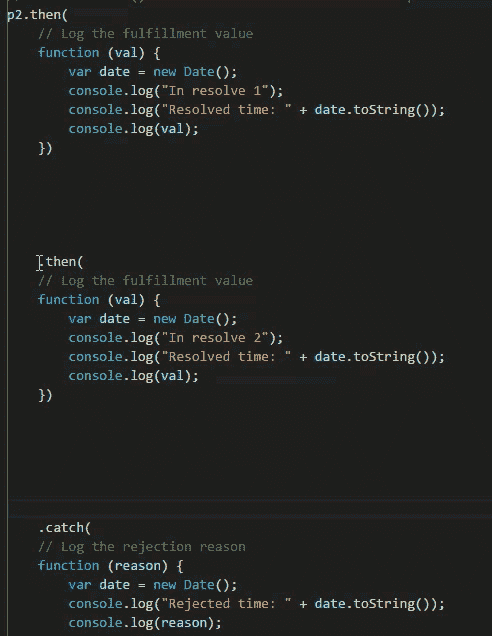 p2.then(
// Log the fulfillment value
function (val) {
var date = new Date();
console.log("In resolve 1");
console.log("Resolved time: " + date.toString());
console.log(val);
})
.then(
// Log the fulfillment value
function (val) {
var date = new Date();
console.log("In resolve 2");
console.log("Resolved time: " + date.toString());
console.log(val);
})
.catch(
// Log the rejection reason
function (reason) {
var date = new Date();
console.log("Rejected time: " + date.toString());
console.log(reason);